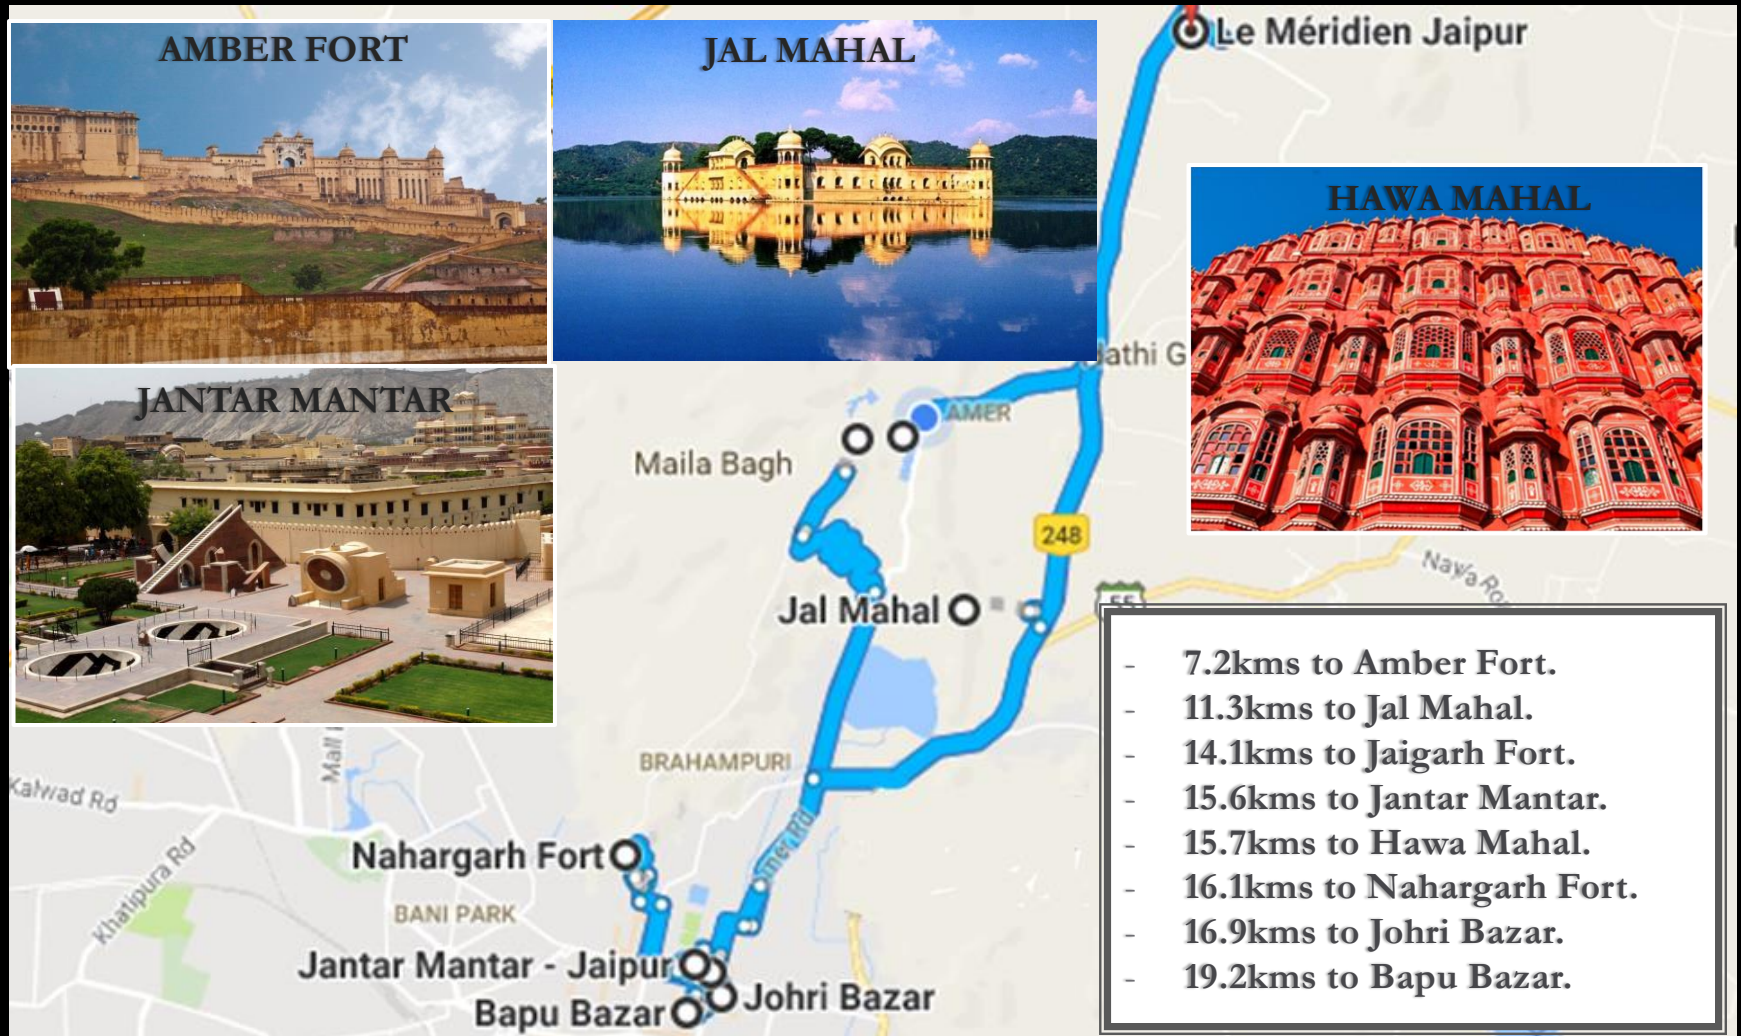 AMBER FORT
JAL MAHAL
Le Méridien Jaipur
HAWA MAHAL
JANTAR MANTAR
AMER
Maila Bagh
248
55
Jal Mahal
BRAHAMPURI
Kalwad Rd
Khatipura Rd
Nahargarh Fort
BANI PARK
Jantar Mantar - Jaipur
Johri Bazar
Bapu Bazar
- 7.2kms to Amber Fort.
- 11.3kms to Jal Mahal.
- 14.1kms to Jaigarh Fort.
- 15.6kms to Jantar Mantar.
- 15.7kms to Hawa Mahal.
- 16.1kms to Nahargarh Fort.
- 16.9kms to Johri Bazar.
- 19.2kms to Bapu Bazar.